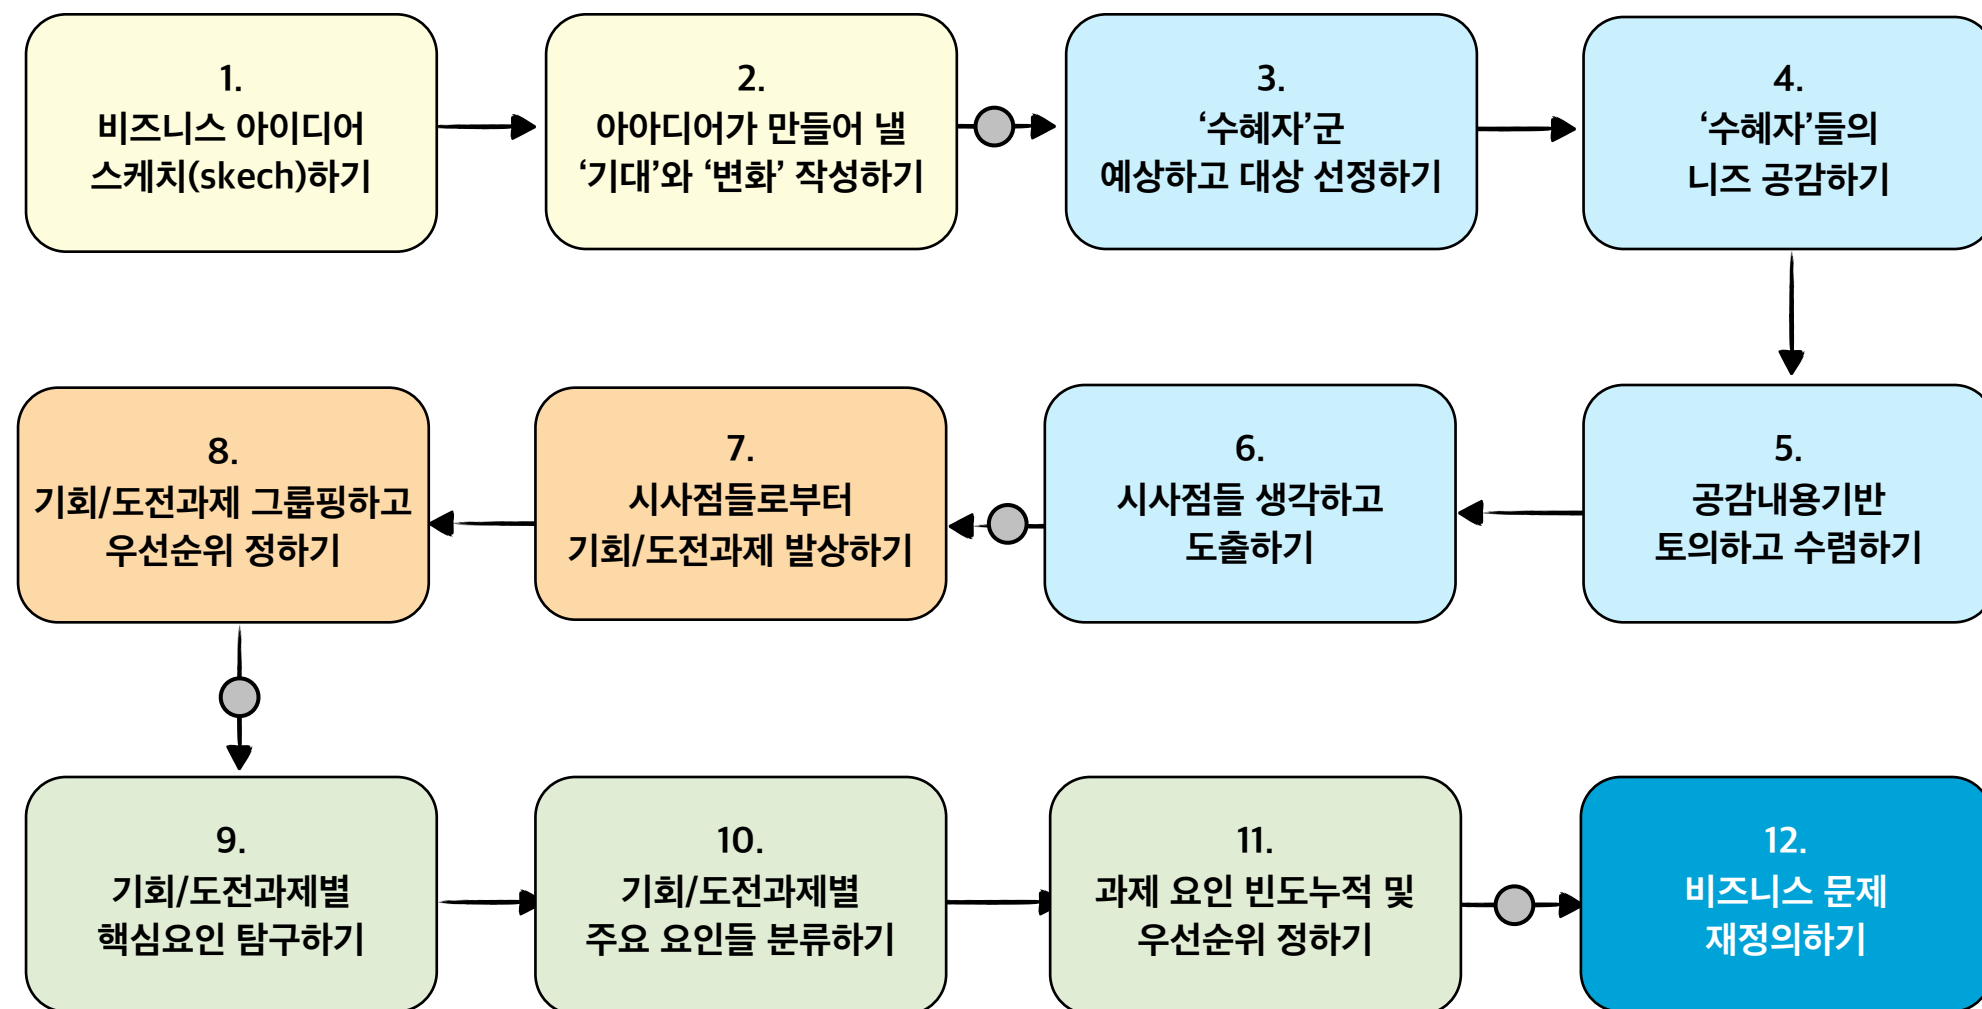 1.
비즈니스 아이디어
스케치(skech)하기
2.
아아디어가 만들어 낼
‘기대’와 ‘변화’ 작성하기
3.
‘수혜자’군
예상하고 대상 선정하기
4.
‘수혜자’들의
니즈 공감하기
5.
공감내용기반
토의하고 수렴하기
6.
시사점들 생각하고
도출하기
7.
시사점들로부터
기회/도전과제 발상하기
8.
기회/도전과제 그룹핑하고
우선순위 정하기
9.
기회/도전과제별
핵심요인 탐구하기
10.
기회/도전과제별
주요 요인들 분류하기
11.
과제 요인 빈도누적 및
우선순위 정하기
12.
비즈니스 문제
재정의하기